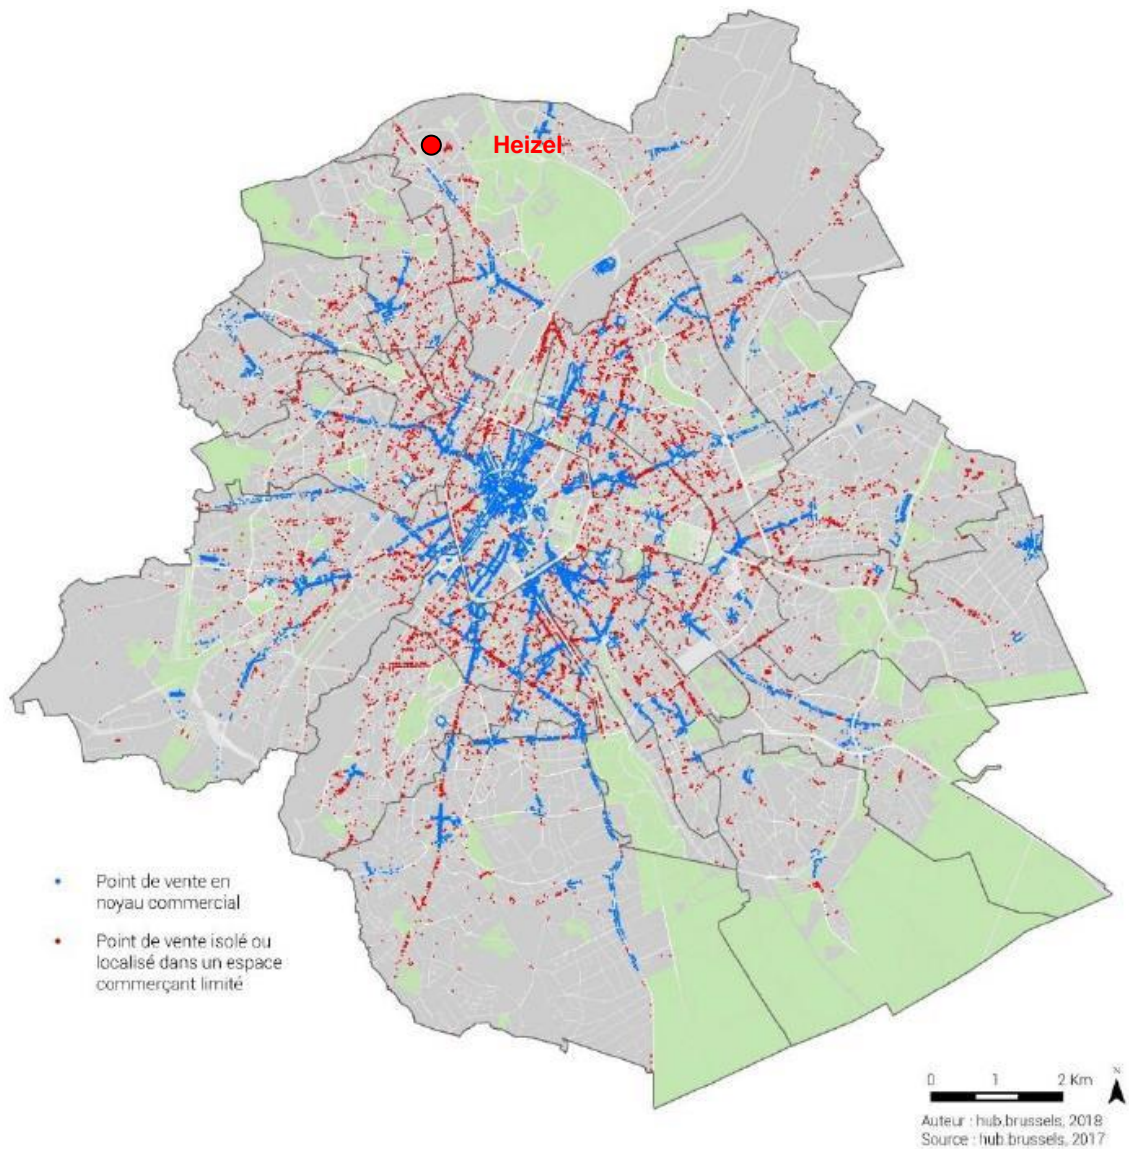 Heizel
Point de vente en
noyau commercial
Point de vente isolé ou
localisé dans un espace
commerçant limité
0 1 2 Km
N
Auteur : hub.brussels, 2018
Source : hub.brussels, 2017